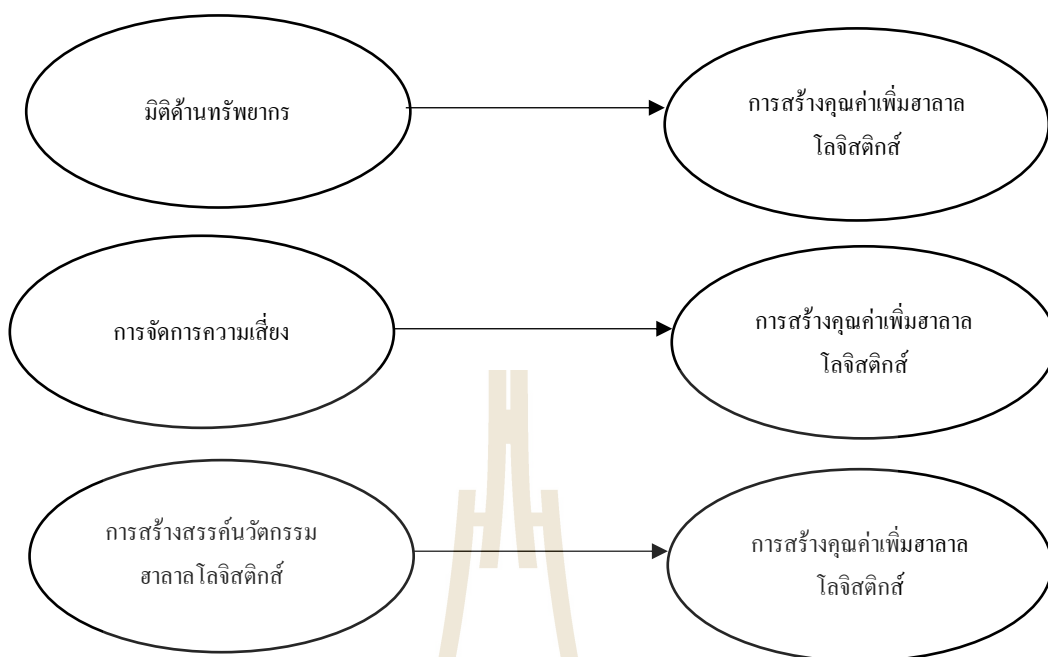 มิติด้านทรัพยากร
การสร้างคุณค่าเพิ่มฮาลาล
โลจิสติกส์
การจัดการความเสี่ยง
การสร้างคุณค่าเพิ่มฮาลาล
โลจิสติกส์
การสร้างสรรค์นวัตกรรม
ฮาลาลโลจิสติกส์
การสร้างคุณค่าเพิ่มฮาลาล
โลจิสติกส์